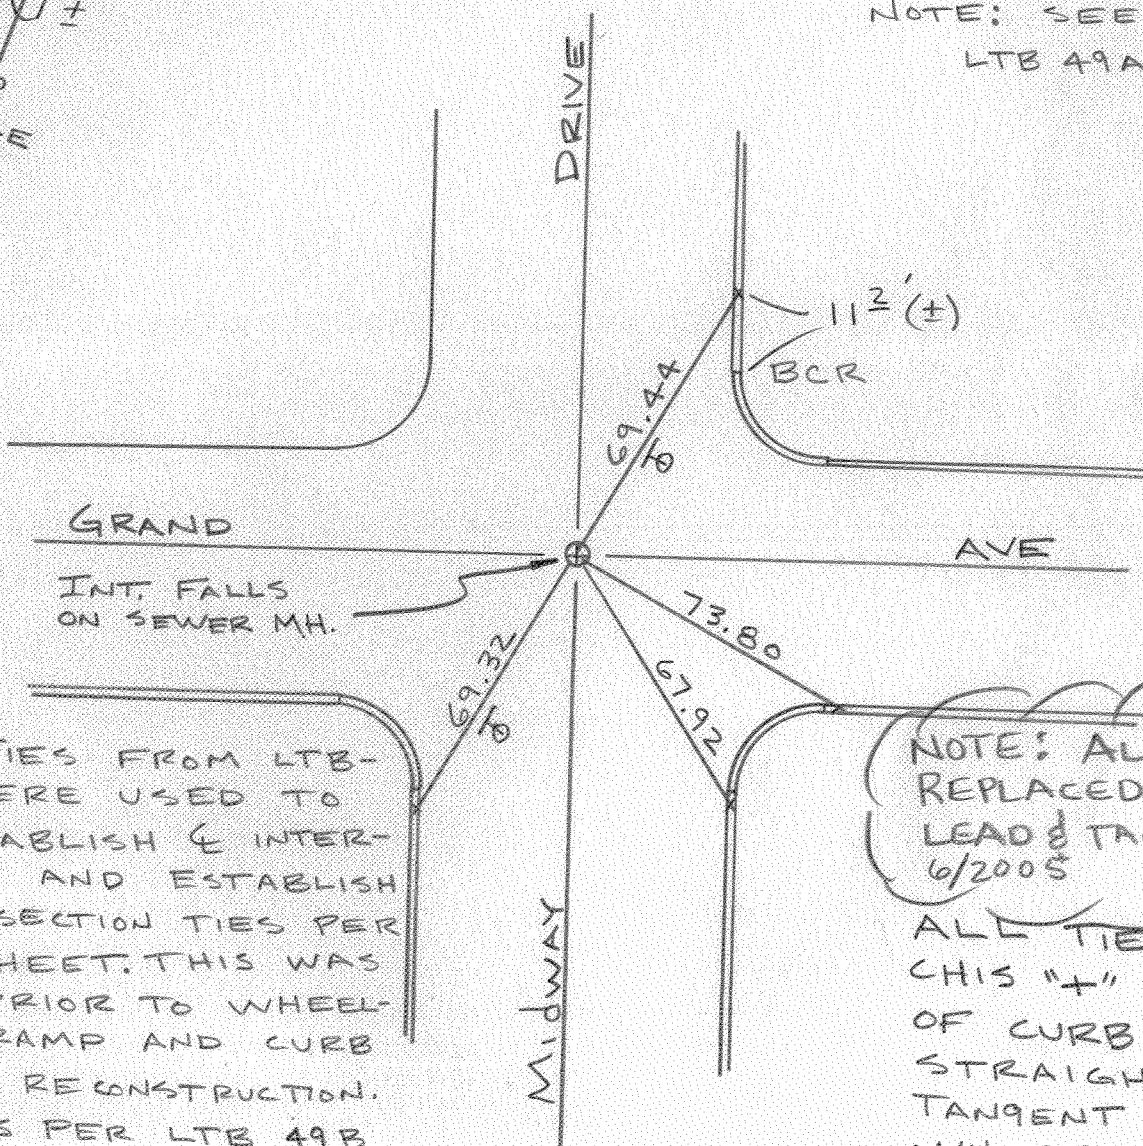 ±
NOTE: SEE
LTB 49A
DRIVE
11 2' (±)
BCR
69.44
GRAND
AVE
INT. FALLS
ON SEWER MH.
73.80
67.92
69.32
TIES FROM LTB-
ERE USED TO
ABLISH ℄ INTER-
AND ESTABLISH
SECTION TIES PER
HEET. THIS WAS
RIOR TO WHEEL-
RAMP AND CURB
RECONSTRUCTION.
S PER LTB 49B
MIDWAY
NOTE: AL
REPLACED
LEAD & TA
6/2005
ALL TIE
CHIS "+"
OF CURB
STRAIGH
TANGENT